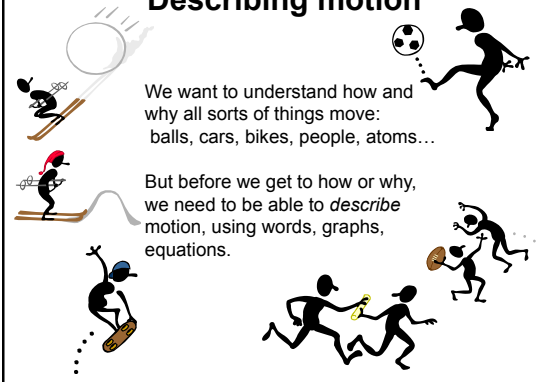 Describing motion
We want to understand how and
why all sorts of things move:
balls, cars, bikes, people, atoms…
But before we get to how or why,
we need to be able to describe
motion, using words, graphs,
equations.